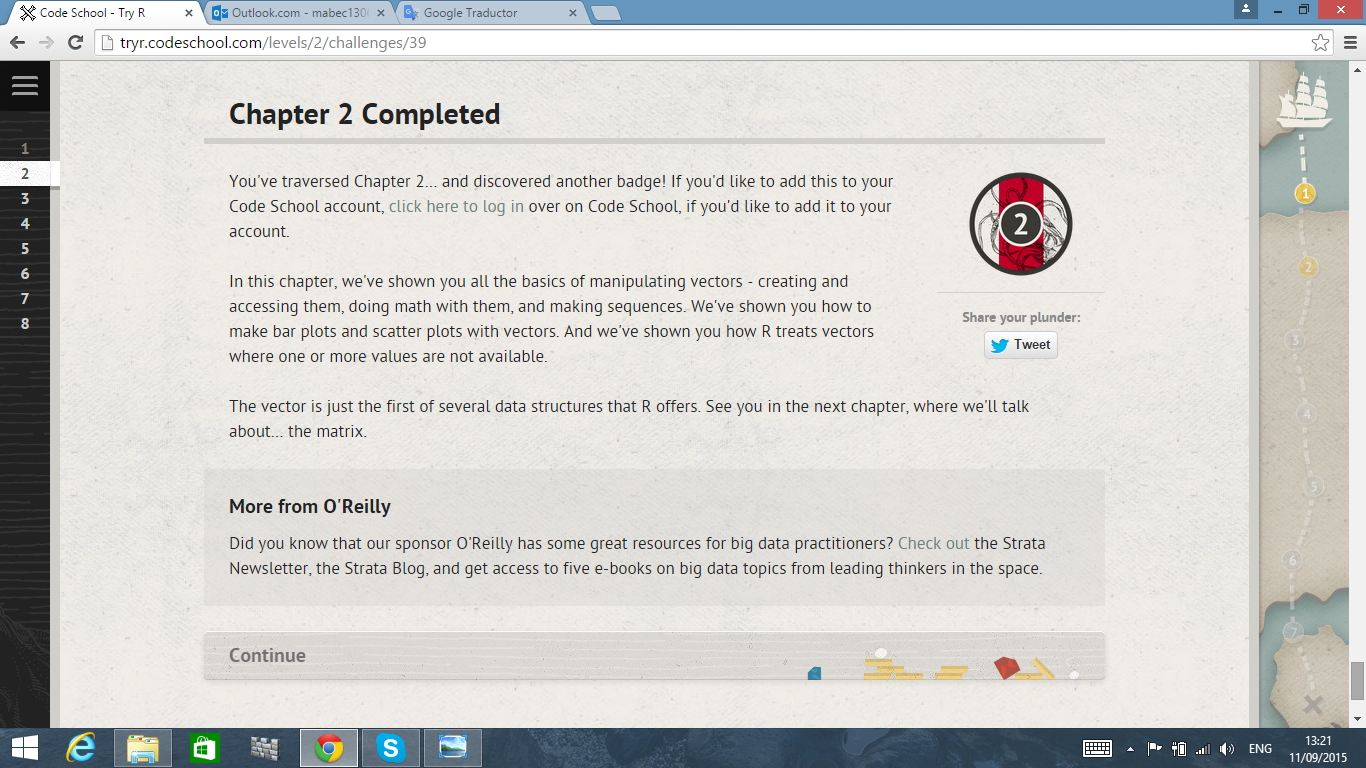 Code School - Try R
Outlook.com - mabec130
Google Traductor
tryr.codeschool.com/levels/2/challenges/39
1
2
3
4
5
6
7
8
Chapter 2 Completed
You've traversed Chapter 2... and discovered another badge! If you'd like to add this to your
Code School account, click here to log in over on Code School, if you'd like to add it to your
account.
In this chapter, we've shown you all the basics of manipulating vectors - creating and
accessing them, doing math with them, and making sequences. We've shown you how to
make bar plots and scatter plots with vectors. And we've shown you how R treats vectors
where one or more values are not available.
2
Share your plunder:
Tweet
The vector is just the first of several data structures that R offers. See you in the next chapter, where we'll talk
about... the matrix.
More from O'Reilly
Did you know that our sponsor O'Reilly has some great resources for big data practitioners? Check out the Strata
Newsletter, the Strata Blog, and get access to five e-books on big data topics from leading thinkers in the space.
Continue
1
2
3
4
5
6
7
ENG
13:21
11/09/2015